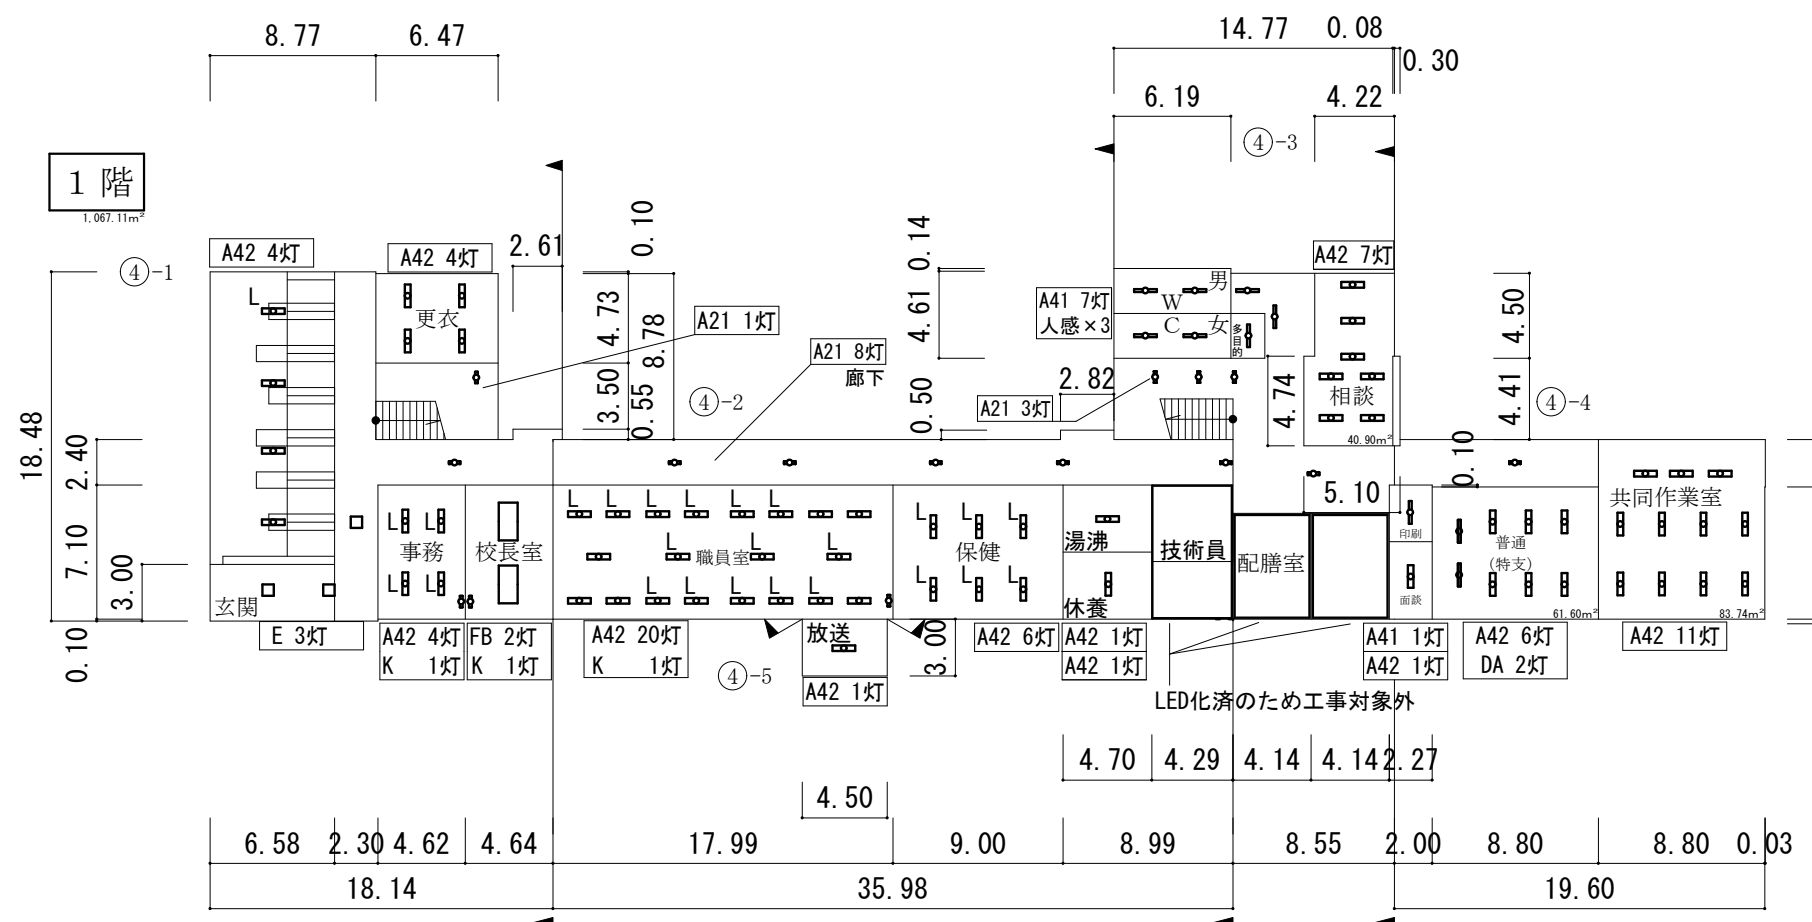 8.77
6.47
14.77
0.08
0.30
6.19
4.22
④-3
1階
1,067.11m²
④-1
A42 4灯
A42 4灯
2.61
0.10
4.73
8.78
3.50
0.55
A21 1灯
A21 8灯
廊下
④-2
0.14
4.61
0.50
A41 7灯
人感×3
男
W
C
女
多目的
A42 7灯
2.82
A21 3灯
4.74
相談
40.90m²
4.50
4.41
④-4
0.10
L
更衣
18.48
2.40
7.10
3.00
0.10
5.10
L L
事務
L L
校長室
L L L L L L
L L L
職員室
L L L L L L
L L L
保健
L L L
湯沸
休養
技術員
配膳室
印刷
面談
普通
(特支)
61.60m²
共同作業室
83.74m²
玄関
E 3灯
A42 4灯
K 1灯
FB 2灯
K 1灯
A42 20灯
K 1灯
④-5
放送
A42 1灯
3.00
A42 6灯
A42 1灯
A42 1灯
A41 1灯
A42 1灯
A42 6灯
DA 2灯
A42 11灯
LED化済のため工事対象外
4.70
4.29
4.14
4.14
2.27
4.50
6.58
2.30
4.62
4.64
17.99
9.00
8.99
8.55
2.00
8.80
8.80
0.03
18.14
35.98
19.60